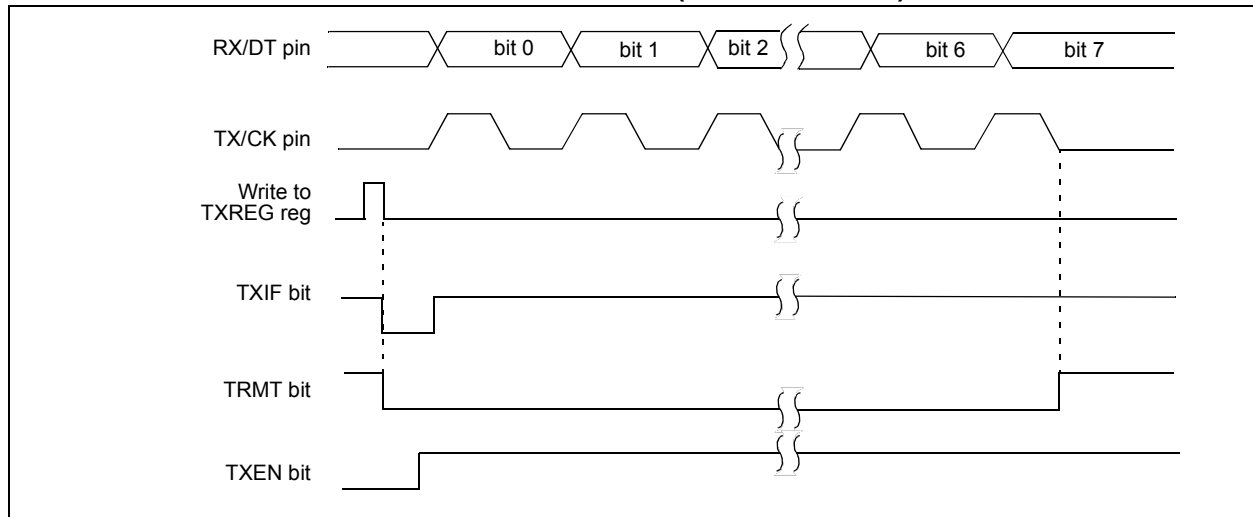 RX/DT pin
bit 0
bit 1
bit 2
bit 6
bit 7
TX/CK pin
Write to
TXREG reg
TXIF bit
TRMT bit
TXEN bit